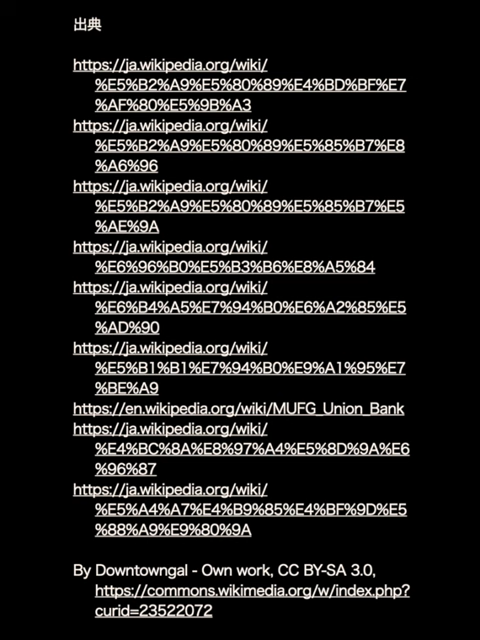 出典
https://ja.wikipedia.org/wiki/
%E5%B2%A9%E5%80%89%E4%BD%BF%E7
%AF%80%E5%9B%A3
https://ja.wikipedia.org/wiki/
%E5%B2%A9%E5%80%89%E5%85%B7%E8
%A6%96
https://ja.wikipedia.org/wiki/
%E5%B2%A9%E5%80%89%E5%85%B7%E5
%AE%9A
https://ja.wikipedia.org/wiki/
%E6%96%B0%E5%B3%B6%E8%A5%84
https://ja.wikipedia.org/wiki/
%E6%B4%A5%E7%94%B0%E6%A2%85%E5
%AD%90
https://ja.wikipedia.org/wiki/
%E5%B1%B1%E7%94%B0%E9%A1%95%E7
%BE%A9
https://en.wikipedia.org/wiki/MUFG_Union_Bank
https://ja.wikipedia.org/wiki/
%E4%BC%8A%E8%97%A4%E5%8D%9A%E6
%96%87
https://ja.wikipedia.org/wiki/
%E5%A4%A7%E4%B9%85%E4%BF%9D%E5
%88%A9%E9%80%9A
By Downtowngal - Own work, CC BY-SA 3.0,
https://commons.wikimedia.org/w/index.php?
curid=23522072